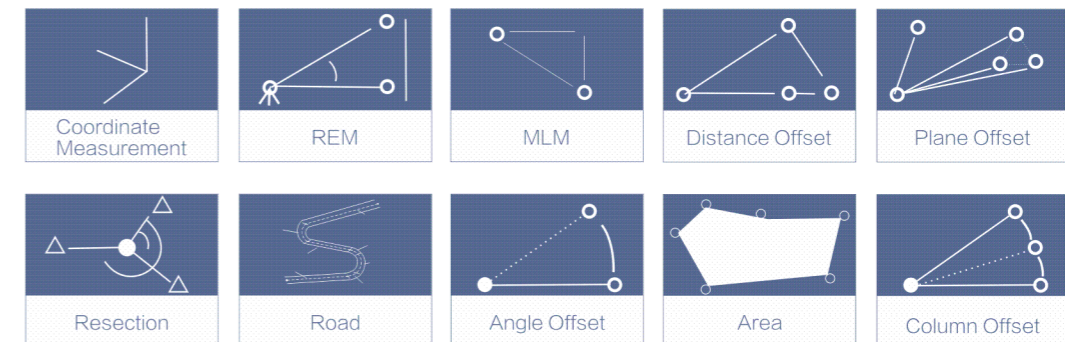 Coordinate
Measurement
REM
MLM
Distance Offset
Plane Offset
Resection
Road
Angle Offset
Area
Column Offset